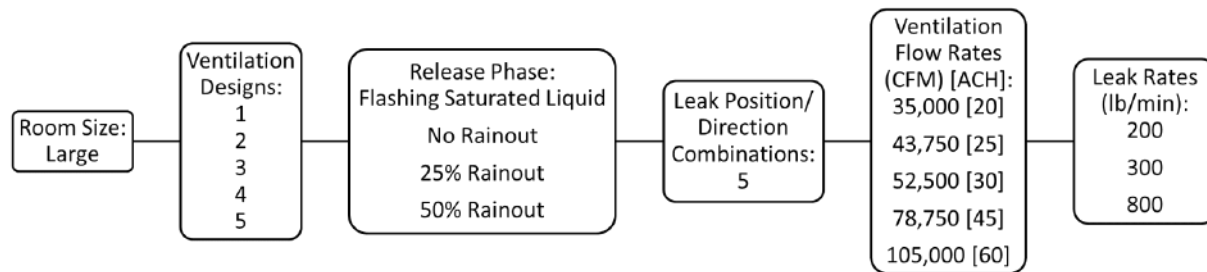 Room Size:
Large
Ventilation
Designs:
1
2
3
4
5
Release Phase:
Flashing Saturated Liquid
No Rainout
25% Rainout
50% Rainout
Leak Position/
Direction
Combinations:
5
Ventilation
Flow Rates
(CFM) [ACH]:
35,000 [20]
43,750 [25]
52,500 [30]
78,750 [45]
105,000 [60]
Leak Rates
(lb/min):
200
300
800